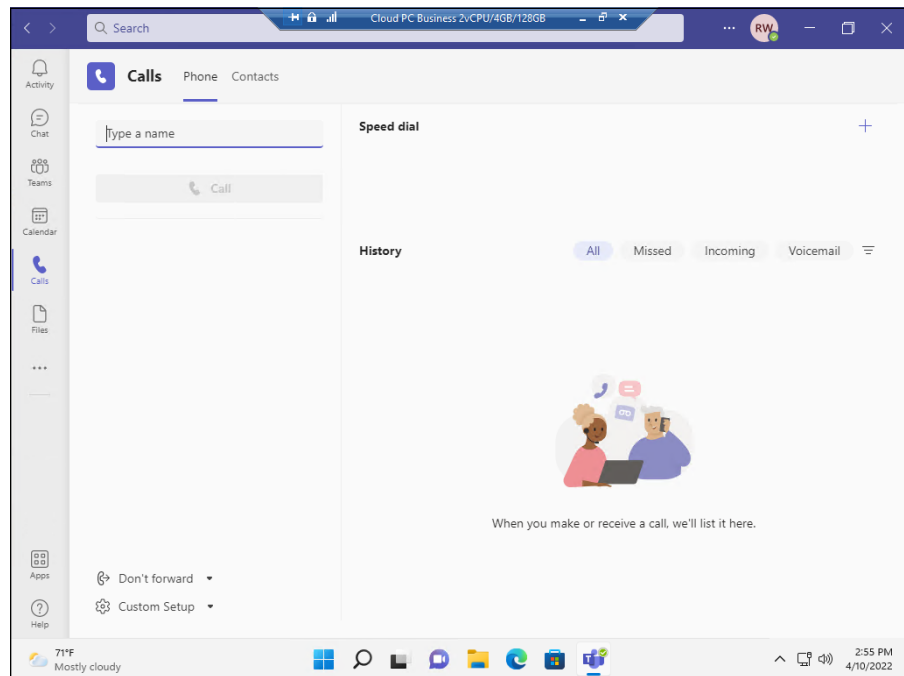 Cloud PC Business 2vCPU/4GB/128GB
Search
RW
Activity
Chat
Teams
Calendar
Calls
Files
Apps
Help
Calls Phone Contacts
Type a name
Call
Don't forward
Custom Setup
Speed dial
History All Missed Incoming Voicemail
When you make or receive a call, we'll list it here.
71°F
Mostly cloudy
2:55 PM
4/10/2022